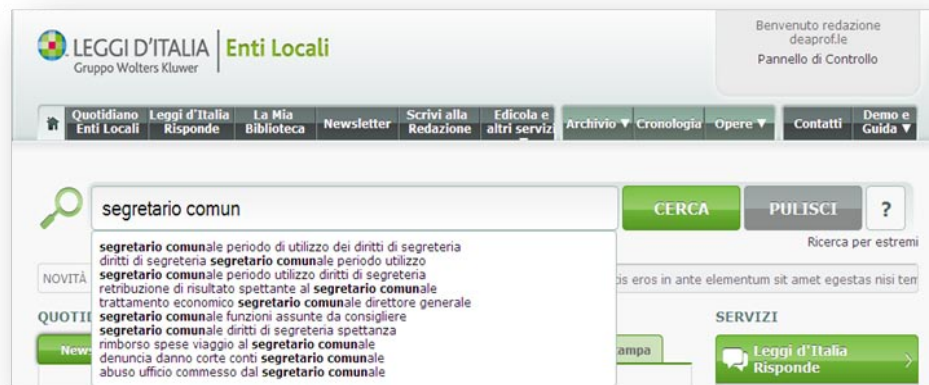 Benvenuto redazione
deaprof.le
Pannello di Controllo
LEGGI D'ITALIA
Gruppo Wolters Kluwer
Enti Locali
Quotidiano
Enti Locali
Leggi d'Italia
Risponde
La Mia
Biblioteca
Newsletter
Scrivi alla
Redazione
Edicola e
altri servizi
Archivio
Cronologia
Opere
Contatti
Demo e
Guida
segretario comun
CERCA
PULISCI
?
Ricerca per estremi
segretario comunale periodo di utilizzo dei diritti di segreteria
diritti di segreteria segretario comunale periodo utilizzo
segretario comunale periodo utilizzo diritti di segreteria
retribuzione di risultato spettante al segretario comunale
trattamento economico segretario comunale direttore generale
segretario comunale funzioni assunte da consigliere
segretario comunale diritti di segreteria spettanza
rimborso spese viaggio al segretario comunale
denuncia danno corte conti segretario comunale
abuso ufficio commesso dal segretario comunale
NOVITÀ
eros in ante elementum sit amet egestas nisi tem
SERVIZI
Leggi d'Italia
Risponde